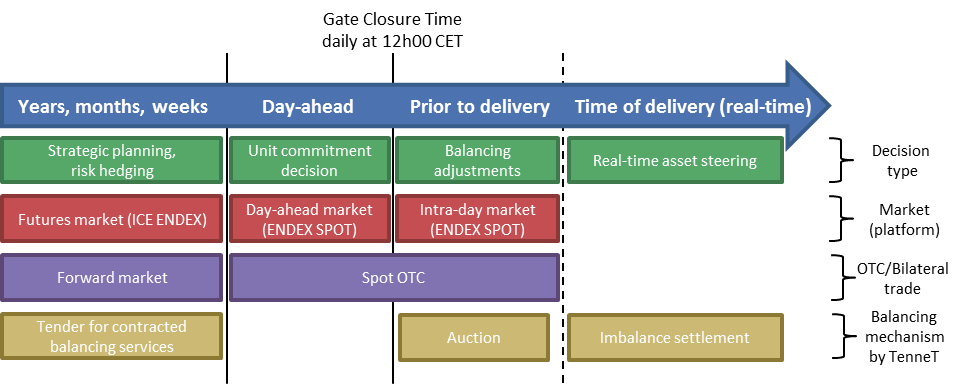 Gate Closure Time
daily at 12h00 CET
Years, months, weeks
Day-ahead
Prior to delivery
Time of delivery (real-time)
Strategic planning,
risk hedging
Unit commitment
decision
Balancing
adjustments
Real-time asset steering
Decision
type
Futures market (ICE ENDEX)
Day-ahead market
(ENDEX SPOT)
Intra-day market
(ENDEX SPOT)
Market
(platform)
Forward market
Spot OTC
OTC/Bilateral
trade
Tender for contracted
balancing services
Auction
Imbalance settlement
Balancing
mechanism
by TenneT